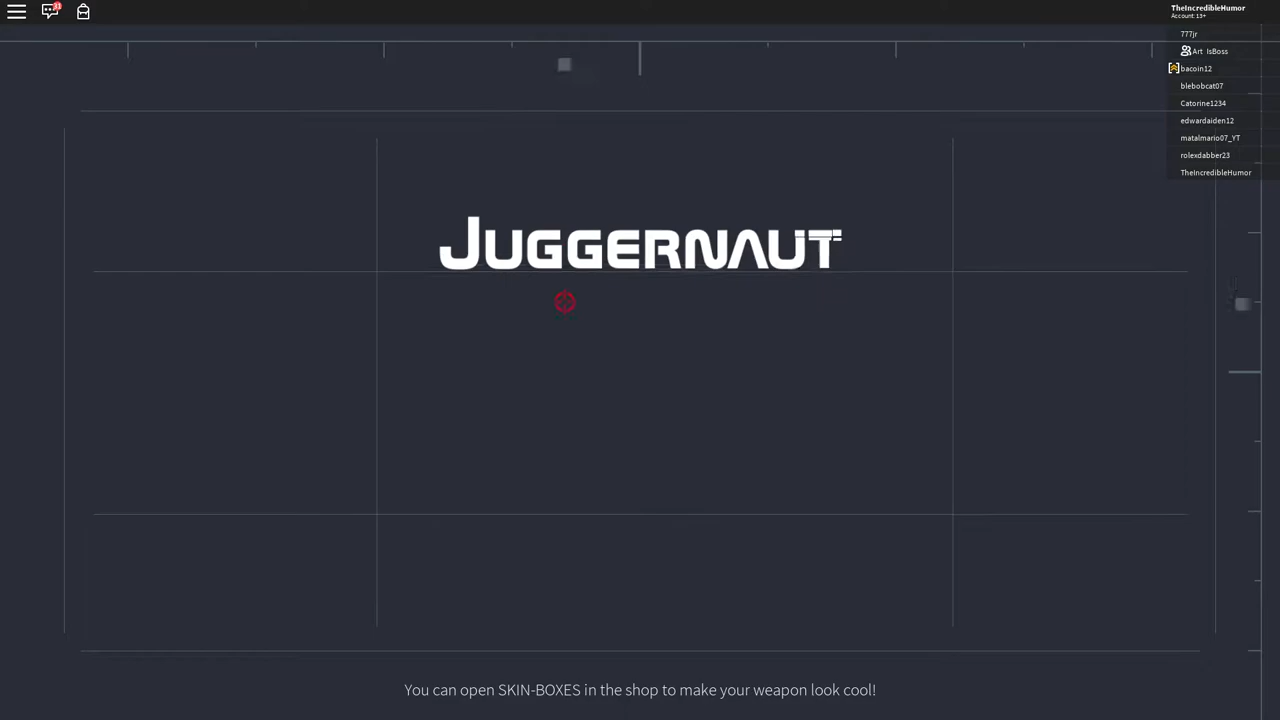 31
TheIncredibleHumor
Account: 13+
777jr
Art_IsBoss
bacoin12
blebobcat07
Catorine1234
edwardaiden12
matalmario07_YT
rolexdabber23
TheIncredibleHumor
JUGGERNAUT
You can open SKIN-BOXES in the shop to make your weapon look cool!